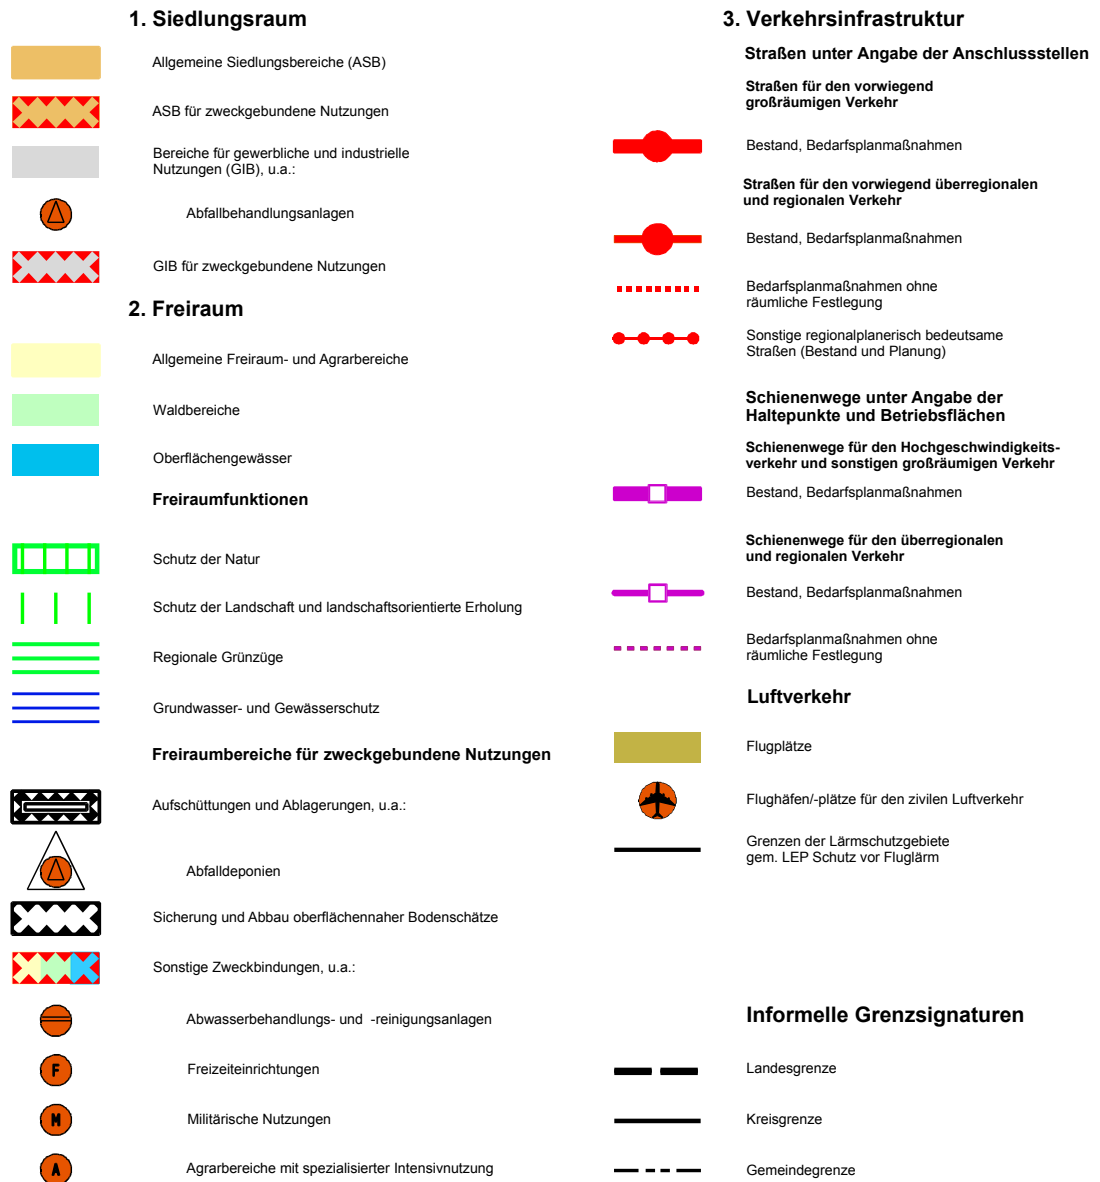 1. Siedlungsraum
Allgemeine Siedlungsbereiche (ASB)
ASB für zweckgebundene Nutzungen
Bereiche für gewerbliche und industrielle
Nutzungen (GIB), u.a.:
Abfallbehandlungsanlagen
GIB für zweckgebundene Nutzungen
2. Freiraum
Allgemeine Freiraum- und Agrarbereiche
Waldbereiche
Oberflächengewässer
Freiraumfunktionen
Schutz der Natur
Schutz der Landschaft und landschaftsorientierte Erholung
Regionale Grünzüge
Grundwasser- und Gewässerschutz
Freiraumbereiche für zweckgebundene Nutzungen
Aufschüttungen und Ablagerungen, u.a.:
Abfalldeponien
Sicherung und Abbau oberflächennaher Bodenschätze
Sonstige Zweckbindungen, u.a.:
Abwasserbehandlungs- und -reinigungsanlagen
F Freizeiteinrichtungen
M Militärische Nutzungen
A Agrarbereiche mit spezialisierter Intensivnutzung
3. Verkehrsinfrastruktur
Straßen unter Angabe der Anschlussstellen
Straßen für den vorwiegend
großräumigen Verkehr
Bestand, Bedarfsplanmaßnahmen
Straßen für den vorwiegend überregionalen
und regionalen Verkehr
Bestand, Bedarfsplanmaßnahmen
Bedarfsplanmaßnahmen ohne
räumliche Festlegung
Sonstige regionalplanerisch bedeutsame
Straßen (Bestand und Planung)
Schienenwege unter Angabe der
Haltepunkte und Betriebsflächen
Schienenwege für den Hochgeschwindigkeits-
verkehr und sonstigen großräumigen Verkehr
Bestand, Bedarfsplanmaßnahmen
Schienenwege für den überregionalen
und regionalen Verkehr
Bestand, Bedarfsplanmaßnahmen
Bedarfsplanmaßnahmen ohne
räumliche Festlegung
Luftverkehr
Flugplätze
Flughäfen/-plätze für den zivilen Luftverkehr
Grenzen der Lärmschutzgebiete
gem. LEP Schutz vor Fluglärm
Informelle Grenzsignaturen
Landesgrenze
Kreisgrenze
Gemeindegrenze